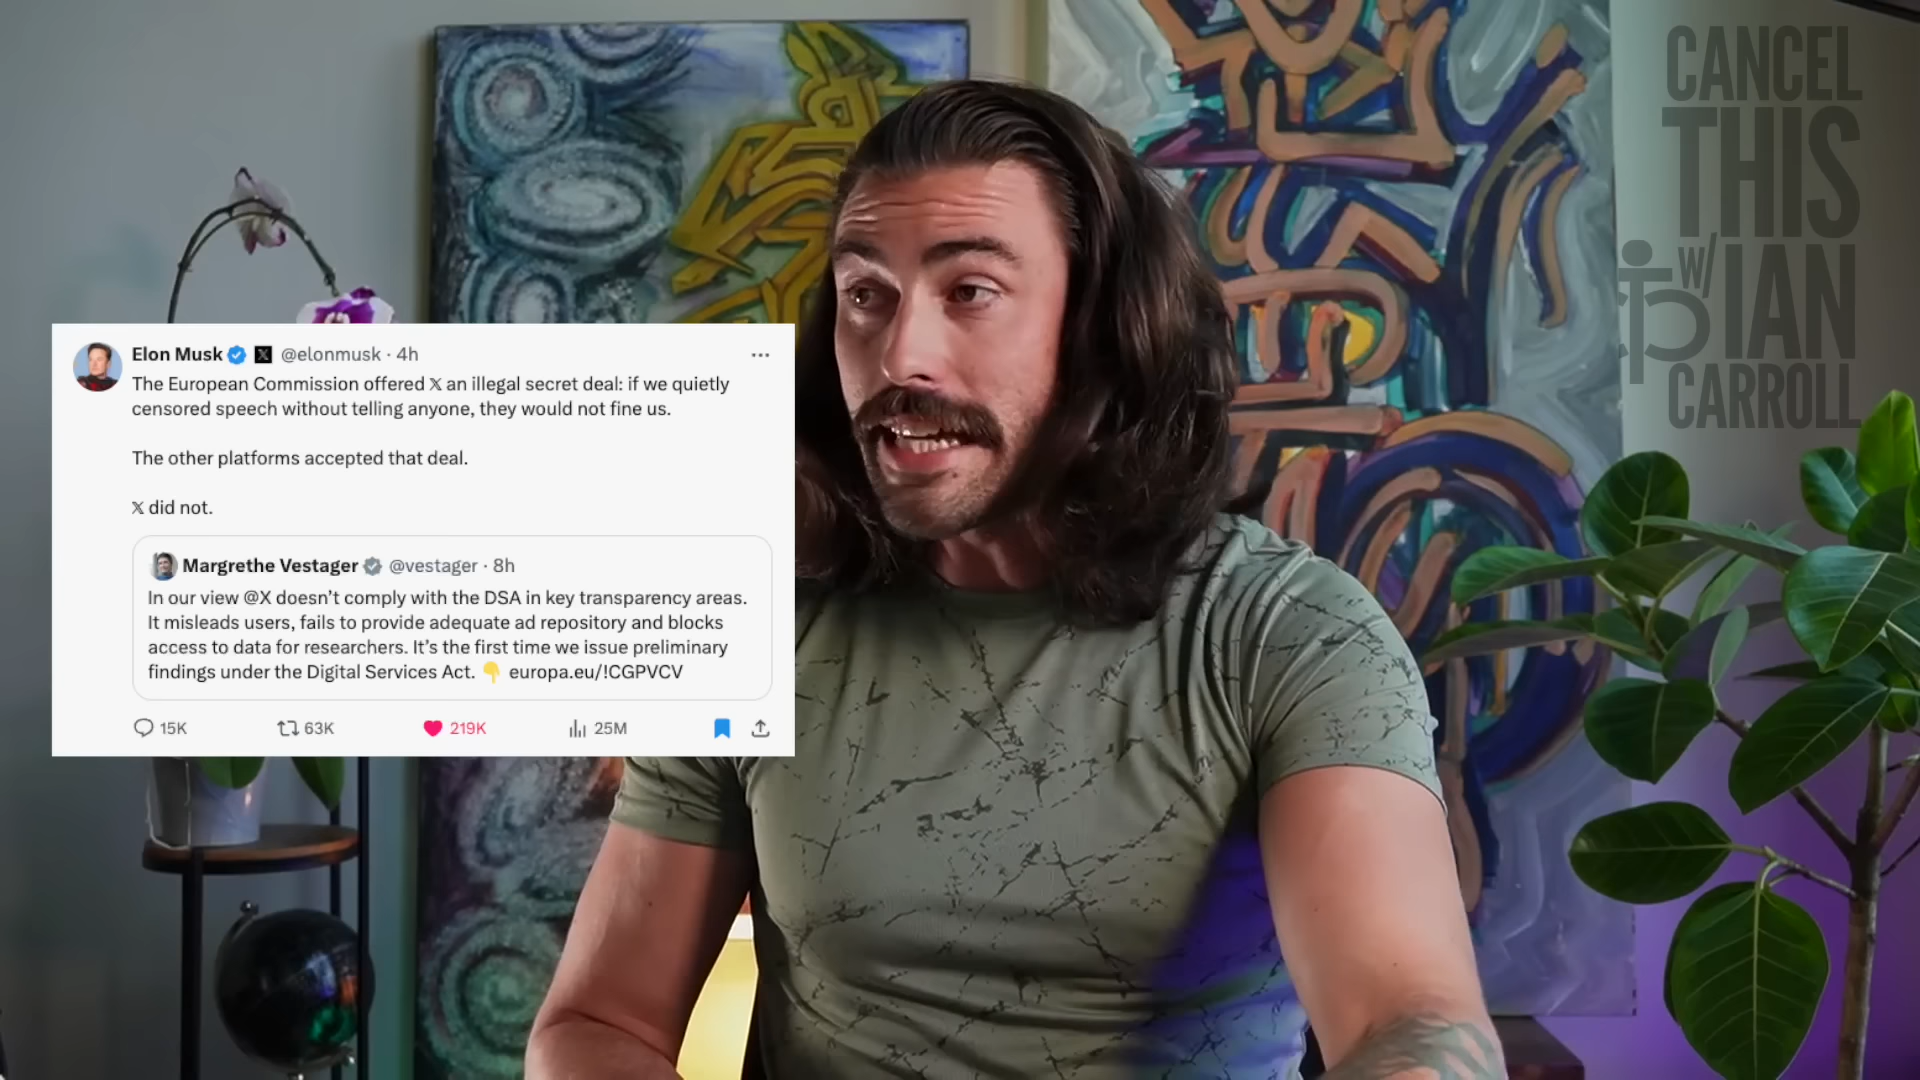 CANCEL
THIS
W/ IAN
CARROLL
Elon Musk @elonmusk · 4h
The European Commission offered 𝕏 an illegal secret deal: if we quietly
censored speech without telling anyone, they would not fine us.
The other platforms accepted that deal.
𝕏 did not.
Margrethe Vestager @vestager · 8h
In our view @X doesn’t comply with the DSA in key transparency areas.
It misleads users, fails to provide adequate ad repository and blocks
access to data for researchers. It’s the first time we issue preliminary
findings under the Digital Services Act. 👇 europa.eu/!CGPVCV
15K 63K 219K 25M